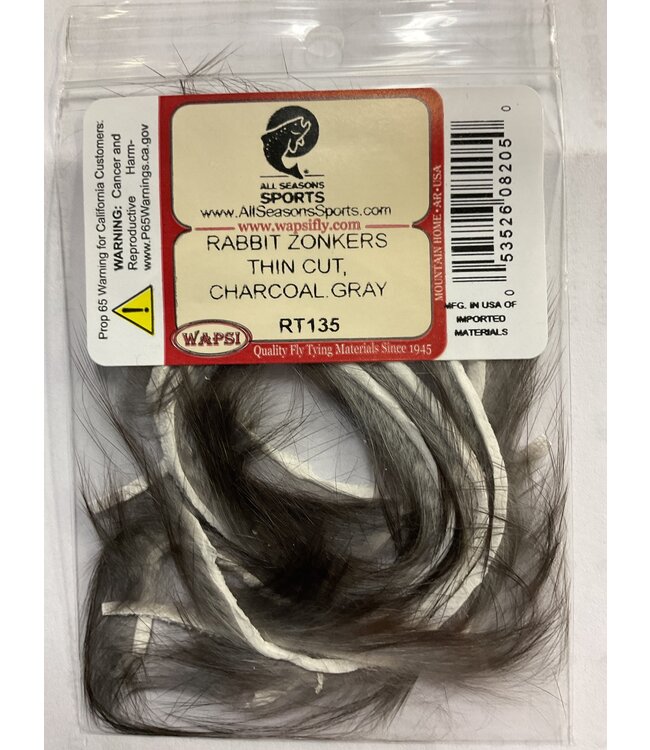 Prop 65 Warning for California Customers:
WARNING: Cancer and
Reproductive Harm-
www.P65Warnings.ca.gov
ALL SEASONS
SPORTS
www.AllSeasonsSports.com
www.wapsifly.com
RABBIT ZONKERS
THIN CUT,
CHARCOAL.GRAY
RT135
WAPSI
Quality Fly Tying Materials Since 1945
MOUNTAIN HOME • AR • USA
0 53526 08205 0
MFG. IN USA OF
IMPORTED
MATERIALS